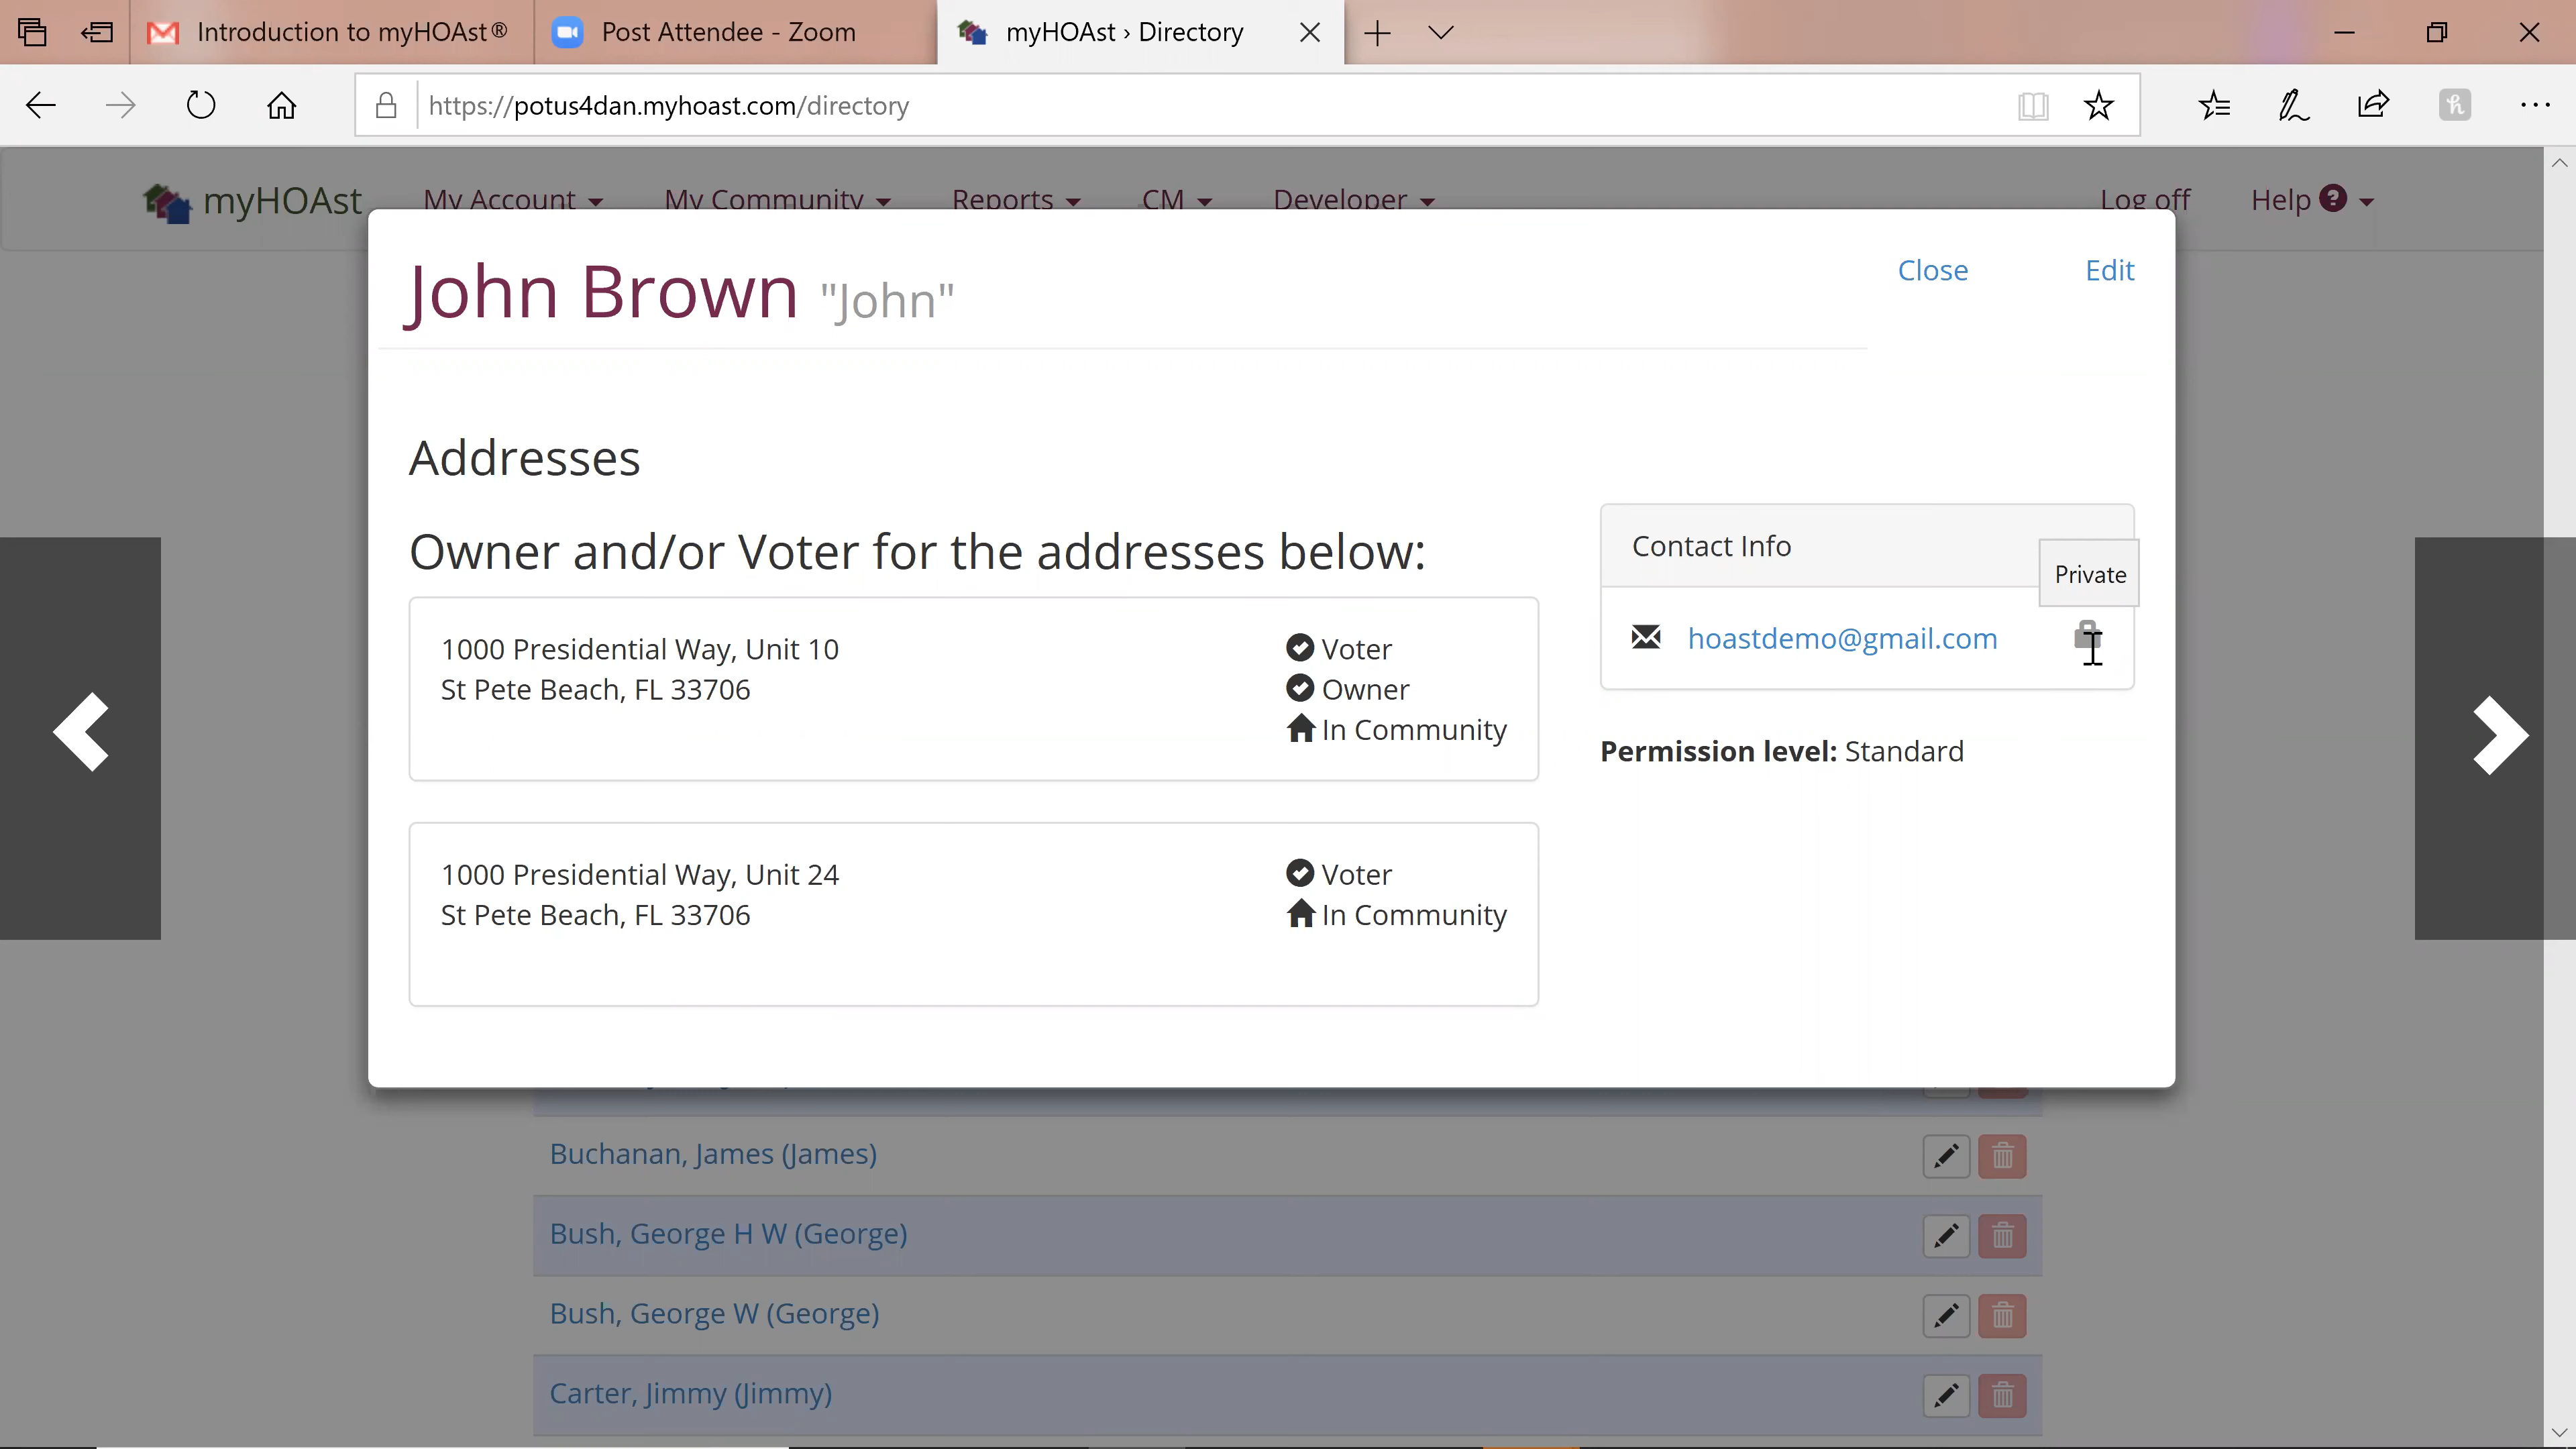 Introduction to myHOAst®
Post Attendee - Zoom
myHOAst › Directory
https://potus4dan.myhoast.com/directory
myHOAst
My Account
My Community
Reports
CM
Developer
Log off
Help ?
John Brown "John"
Close
Edit
Addresses
Owner and/or Voter for the addresses below:
1000 Presidential Way, Unit 10
St Pete Beach, FL 33706
Voter
Owner
In Community
1000 Presidential Way, Unit 24
St Pete Beach, FL 33706
Voter
In Community
Contact Info
Private
hoastdemo@gmail.com
Permission level: Standard
Buchanan, James (James)
Bush, George H W (George)
Bush, George W (George)
Carter, Jimmy (Jimmy)